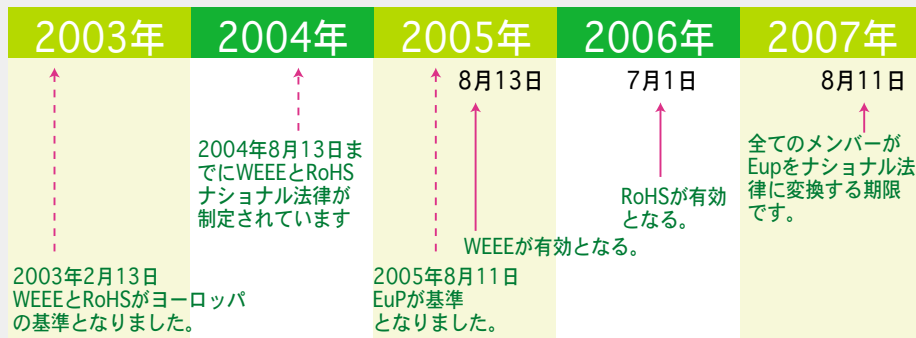 2003年
2004年
2005年
2006年
2007年
8月13日
7月1日
8月11日
2004年8月13日ま
でにWEEEとRoHS
ナショナル法律が
制定されています
全てのメンバーが
Eupをナショナル法
律に変換する期限
です。
RoHSが有効
となる。
WEEEが有効となる。
2003年2月13日
WEEEとRoHSがヨーロッパ
の基準となりました。
2005年8月11日
EuPが基準
となりました。